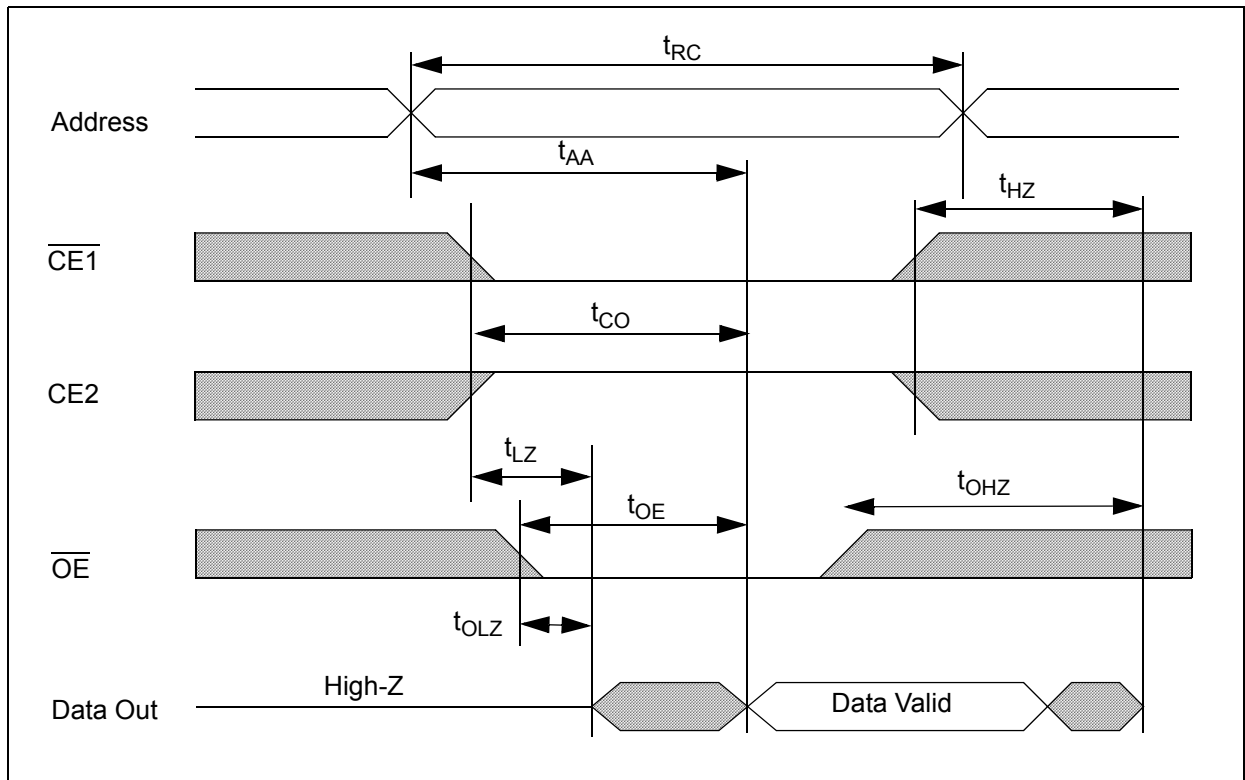 tRC
Address
tAA
tHZ
CE1
tCO
CE2
tLZ
tOHZ
tOE
OE
tOLZ
High-Z
Data Out
Data Valid